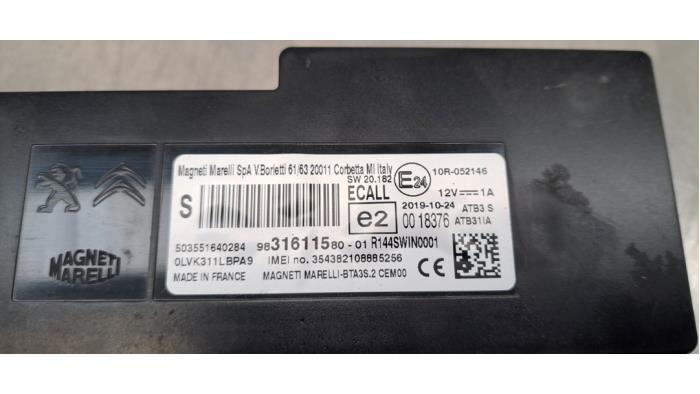 Magneti Marelli SpA V.Borletti 61/63 20011 Corbetta MI Italy
SW 20.182
ECALL
S
e2
E24
10R-052146
12V⎓1A
2019-10-24 ATB3 S
00 18376 ATB31IA
503551640284 9831611580-01 R144SWIN0001
0LVK311LBPA9 IMEI no. 354382108885256
MADE IN FRANCE MAGNETI MARELLI-BTA3S.2 CEM00
MAGNETI
MARELLI